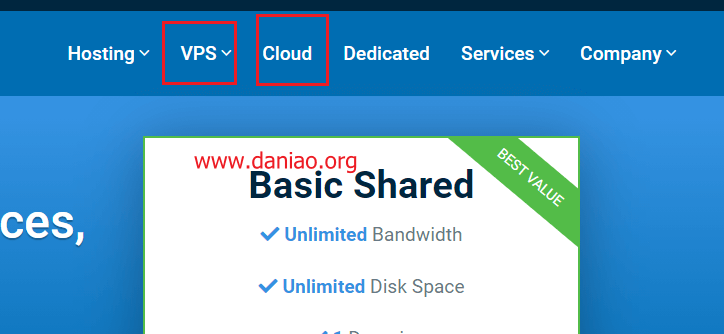 Hosting VPS Cloud Dedicated Services Company
BEST VALUE
www.daniao.org
Basic Shared
ces,
Unlimited Bandwidth
Unlimited Disk Space